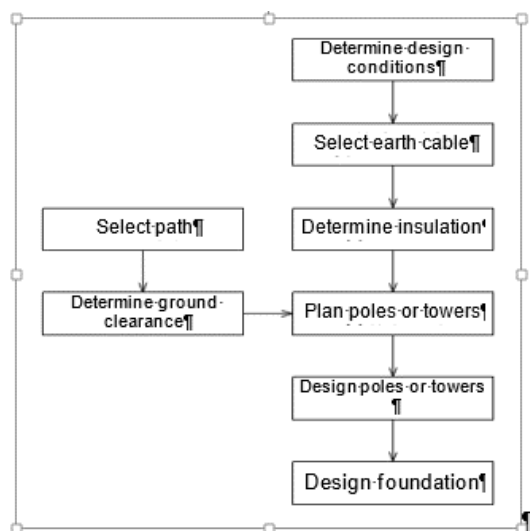 Determine design
conditions¶
Select earth cable¶
Select path¶
Determine insulation¶
Determine ground
clearance¶
Plan poles or towers¶
Design poles or towers
¶
Design foundation¶
¶